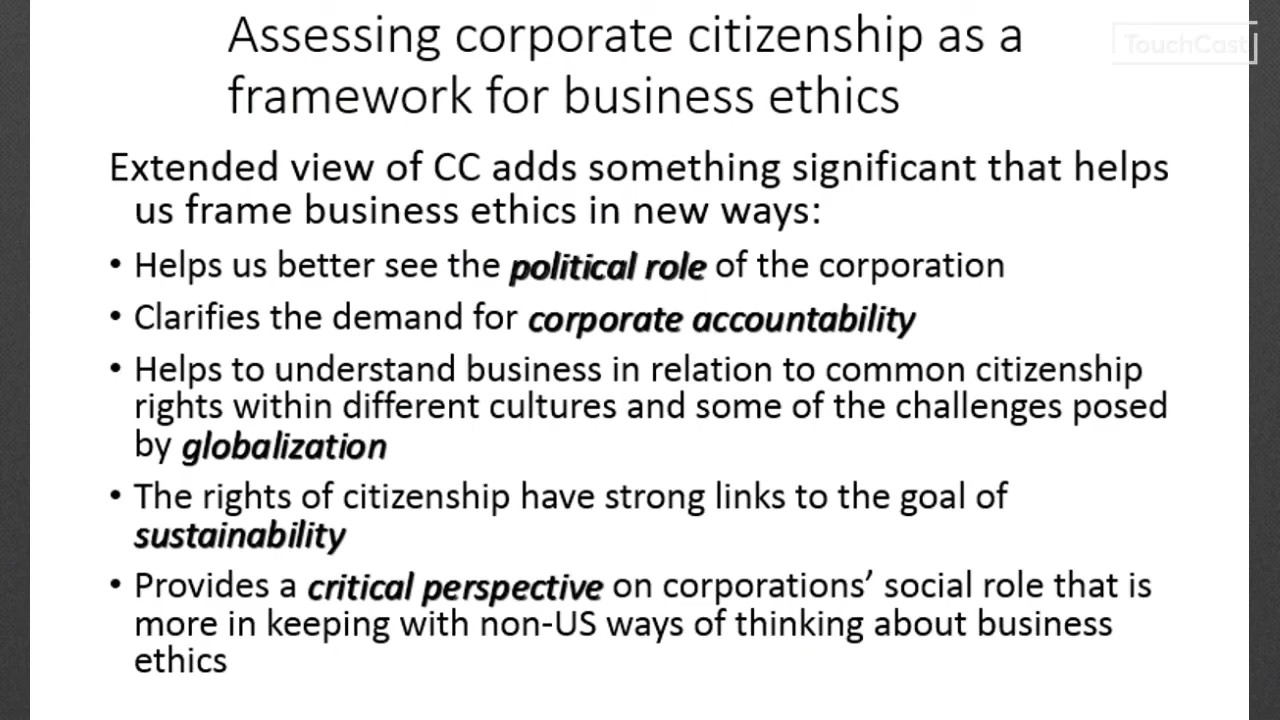 Assessing corporate citizenship as a
framework for business ethics
TouchCast
Extended view of CC adds something significant that helps
us frame business ethics in new ways:
• Helps us better see the political role of the corporation
• Clarifies the demand for corporate accountability
• Helps to understand business in relation to common citizenship
rights within different cultures and some of the challenges posed
by globalization
• The rights of citizenship have strong links to the goal of
sustainability
• Provides a critical perspective on corporations’ social role that is
more in keeping with non-US ways of thinking about business
ethics